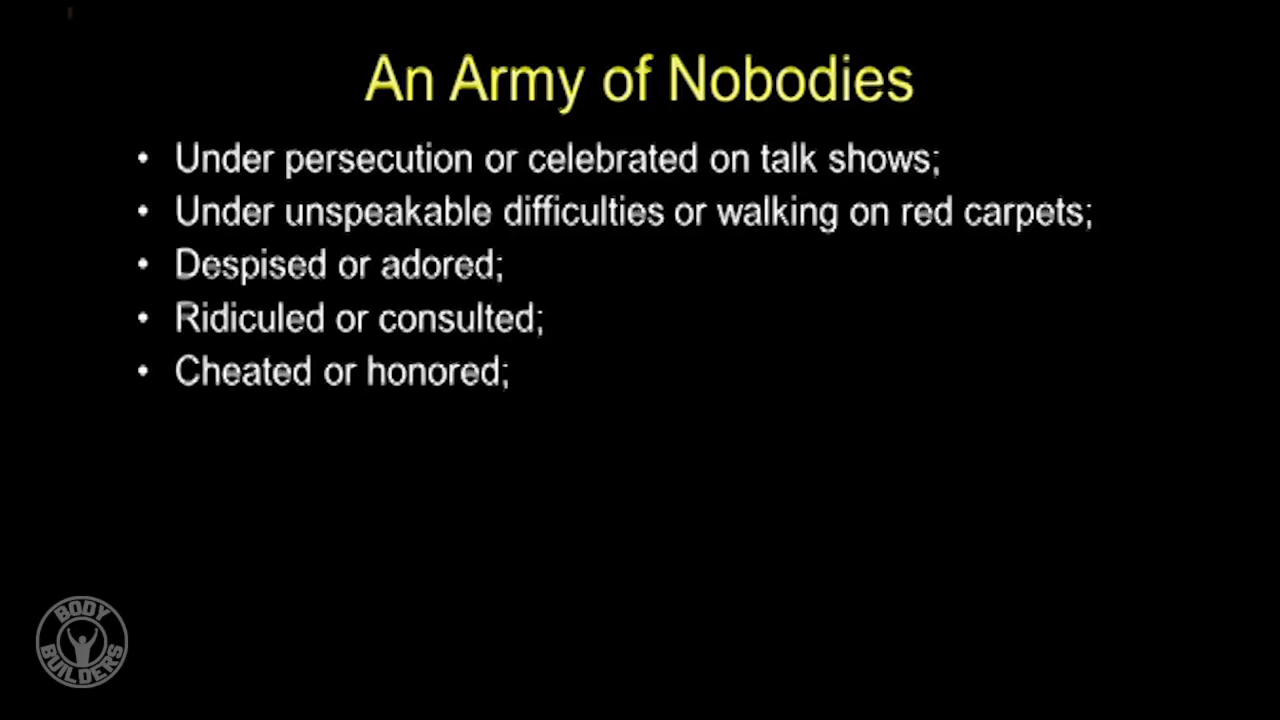 An Army of Nobodies
• Under persecution or celebrated on talk shows;
• Under unspeakable difficulties or walking on red carpets;
• Despised or adored;
• Ridiculed or consulted;
• Cheated or honored;
BODY
BUILDERS